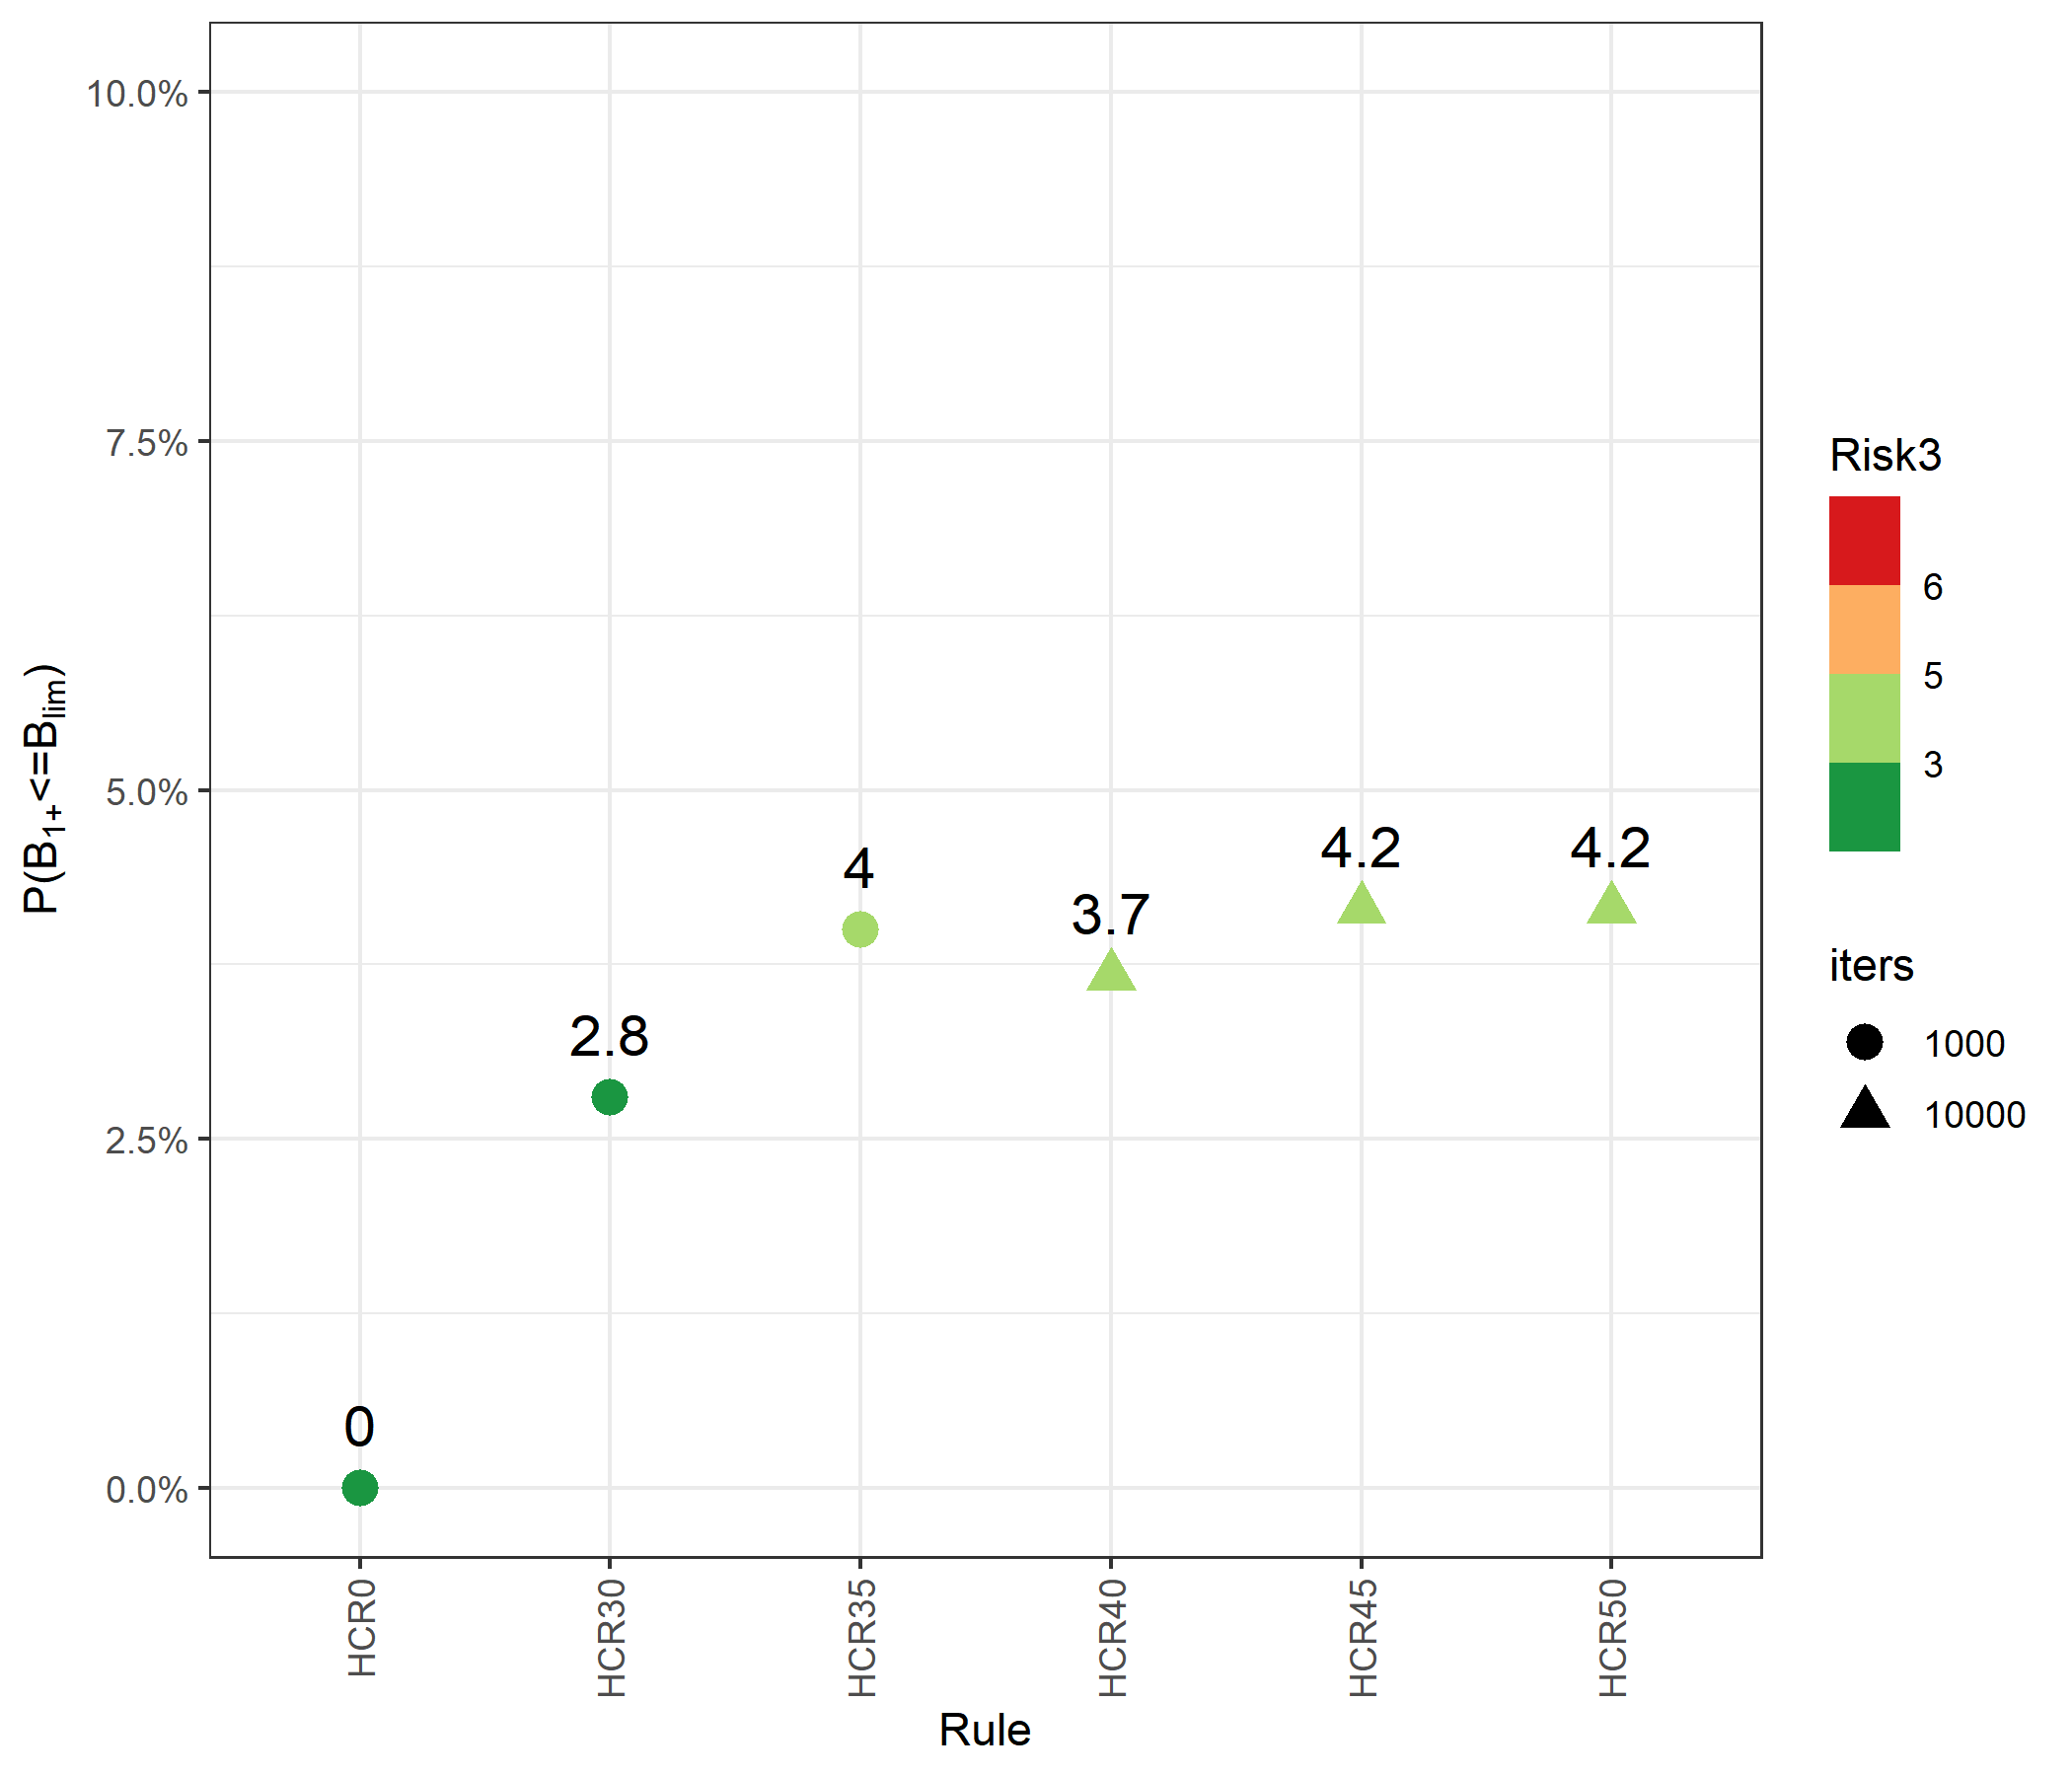 10.0%
7.5%
5.0%
2.5%
0.0%
P(B1+<=Blim)
0
2.8
4
3.7
4.2
4.2
HCR0
HCR30
HCR35
HCR40
HCR45
HCR50
Rule
Risk3
6
5
3
iters
1000
10000